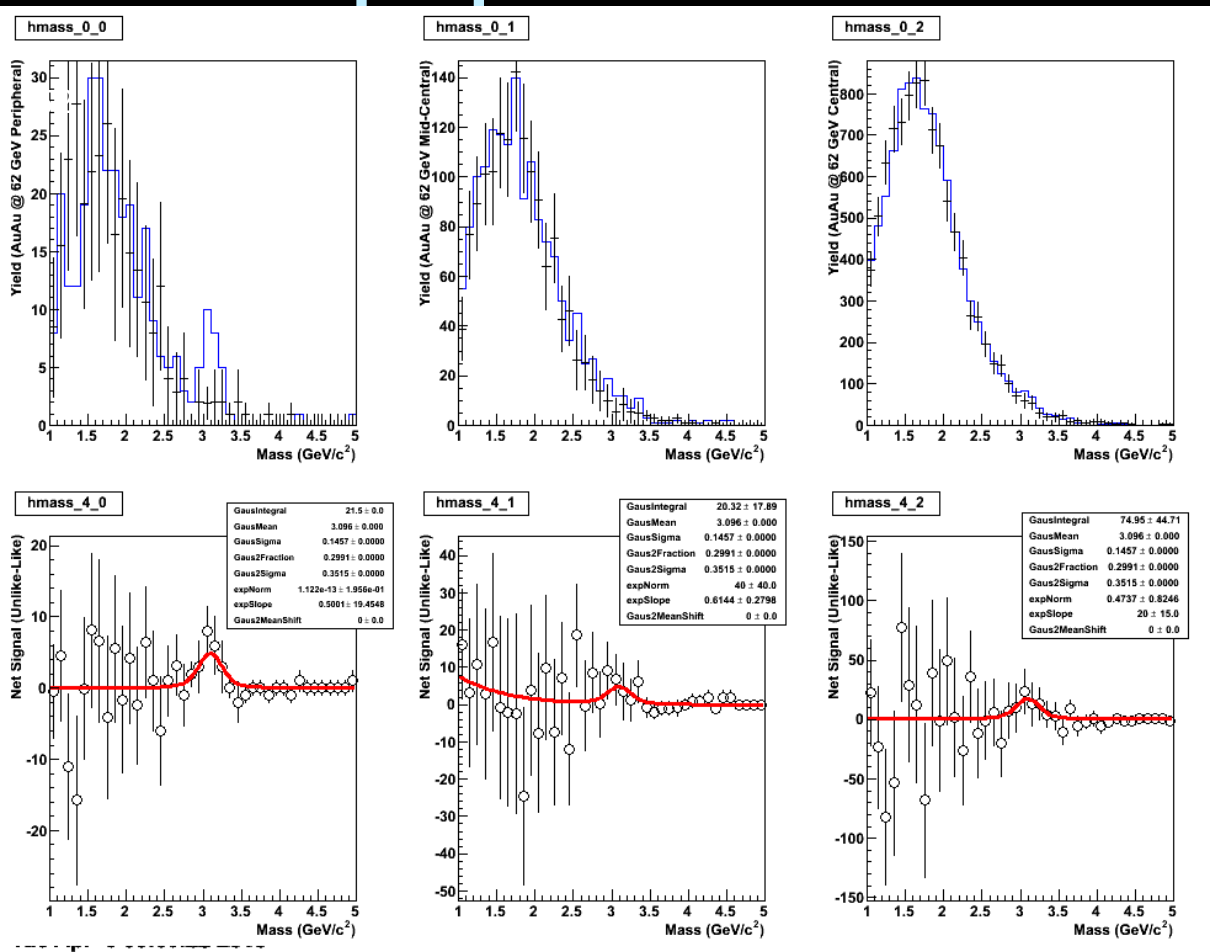 hmass_0_0
hmass_0_1
hmass_0_2
Yield (AuAu @ 62 GeV Peripheral)
30
25
20
15
10
5
0
1 1.5 2 2.5 3 3.5 4 4.5 5
Mass (GeV/c²)
Yield (AuAu @ 62 GeV Mid-Central)
140
120
100
80
60
40
20
0
1 1.5 2 2.5 3 3.5 4 4.5 5
Mass (GeV/c²)
Yield (AuAu @ 62 GeV Central)
800
700
600
500
400
300
200
100
0
1 1.5 2 2.5 3 3.5 4 4.5 5
Mass (GeV/c²)
hmass_4_0
GausIntegral 21.5 ± 0.0
GausMean 3.096 ± 0.000
GausSigma 0.1457 ± 0.0000
Gaus2Fraction 0.2991 ± 0.0000
Gaus2Sigma 0.3515 ± 0.0000
expNorm 1.122e-13 ± 1.956e-01
expSlope 0.5001 ± 19.4548
Gaus2MeanShift 0 ± 0.0
Net Signal (Unlike-Like)
20
10
0
-10
-20
1 1.5 2 2.5 3 3.5 4 4.5 5
Mass (GeV/c²)
hmass_4_1
GausIntegral 20.32 ± 17.89
GausMean 3.096 ± 0.000
GausSigma 0.1457 ± 0.0000
Gaus2Fraction 0.2991 ± 0.0000
Gaus2Sigma 0.3515 ± 0.0000
expNorm 40 ± 40.0
expSlope 0.6144 ± 0.2798
Gaus2MeanShift 0 ± 0.0
Net Signal (Unlike-Like)
40
30
20
10
0
-10
-20
-30
-40
-50
1 1.5 2 2.5 3 3.5 4 4.5 5
Mass (GeV/c²)
hmass_4_2
GausIntegral 74.95 ± 44.71
GausMean 3.096 ± 0.000
GausSigma 0.1457 ± 0.0000
Gaus2Fraction 0.2991 ± 0.0000
Gaus2Sigma 0.3515 ± 0.0000
expNorm 0.4737 ± 0.8246
expSlope 20 ± 15.0
Gaus2MeanShift 0 ± 0.0
Net Signal (Unlike-Like)
150
100
50
0
-50
-100
-150
1 1.5 2 2.5 3 3.5 4 4.5 5
Mass (GeV/c²)